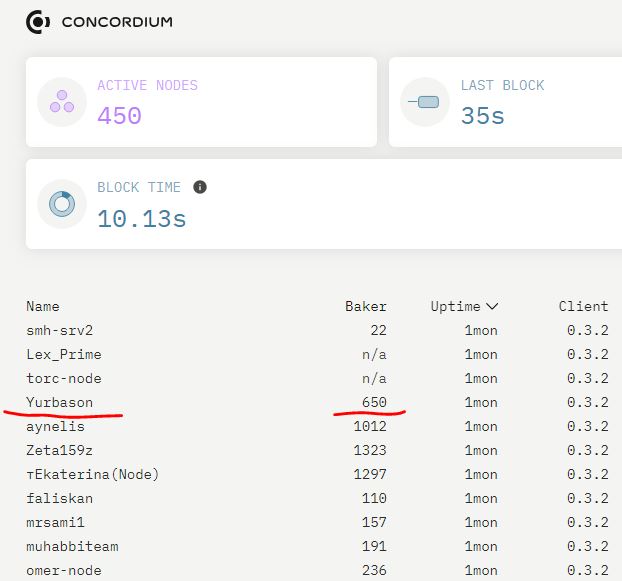 CONCORDIUM
ACTIVE NODES
450
LAST BLOCK
35s
BLOCK TIME
10.13s
Name Baker Uptime Client
smh-srv2 22 1mon 0.3.2
Lex_Prime n/a 1mon 0.3.2
torc-node n/a 1mon 0.3.2
Yurbason 650 1mon 0.3.2
aynelis 1012 1mon 0.3.2
Zeta159z 1323 1mon 0.3.2
тEkaterina(Node) 1297 1mon 0.3.2
faliskan 110 1mon 0.3.2
mrsami1 157 1mon 0.3.2
muhabbiteam 191 1mon 0.3.2
omer-node 236 1mon 0.3.2